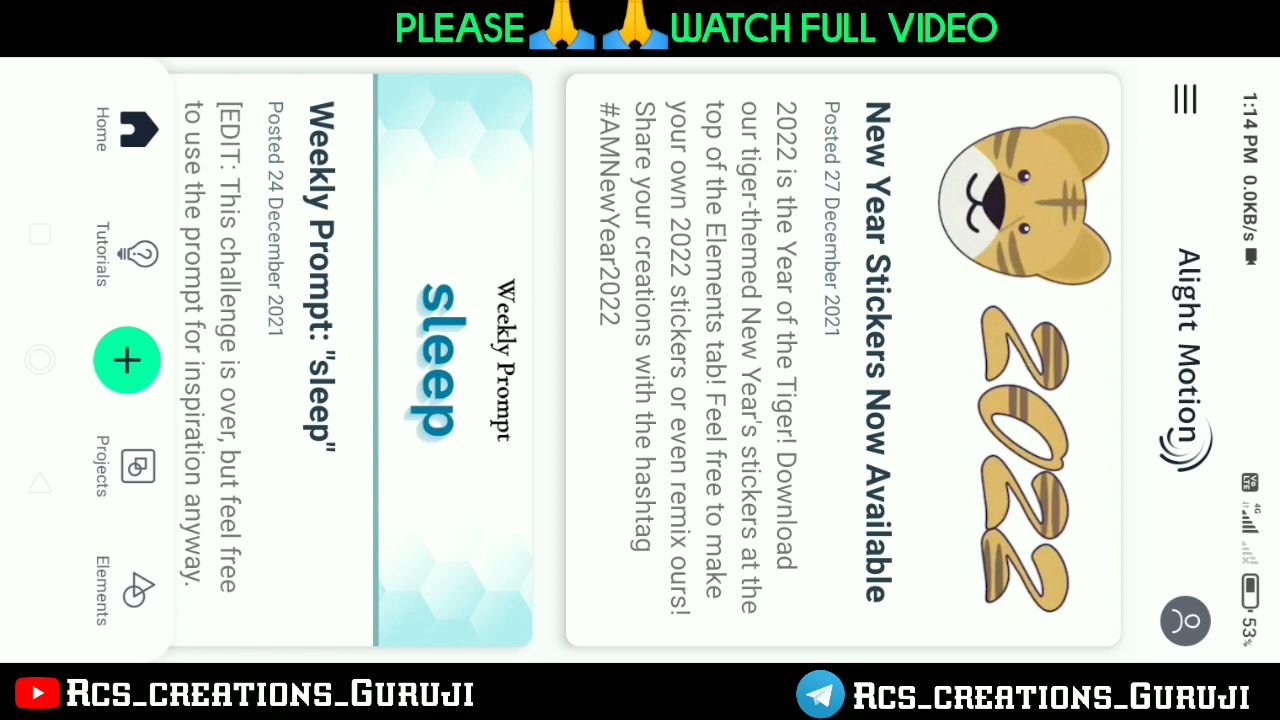 PLEASE🙏 🙏WATCH FULL VIDEO
1:14 PM 0.0KB/s
Vo LTE 4G 53%
Alight Motion
2022
New Year Stickers Now Available
Posted 27 December 2021
2022 is the Year of the Tiger! Download
our tiger-themed New Year's stickers at the
top of the Elements tab! Feel free to make
your own 2022 stickers or even remix ours!
Share your creations with the hashtag
#AMNewYear2022
Weekly Prompt
sleep
Weekly Prompt: "sleep"
Posted 24 December 2021
[EDIT: This challenge is over, but feel free
to use the prompt for inspiration anyway.
Home
Tutorials
Projects
Elements
Rcs_creations_Guruji
Rcs_creations_Guruji